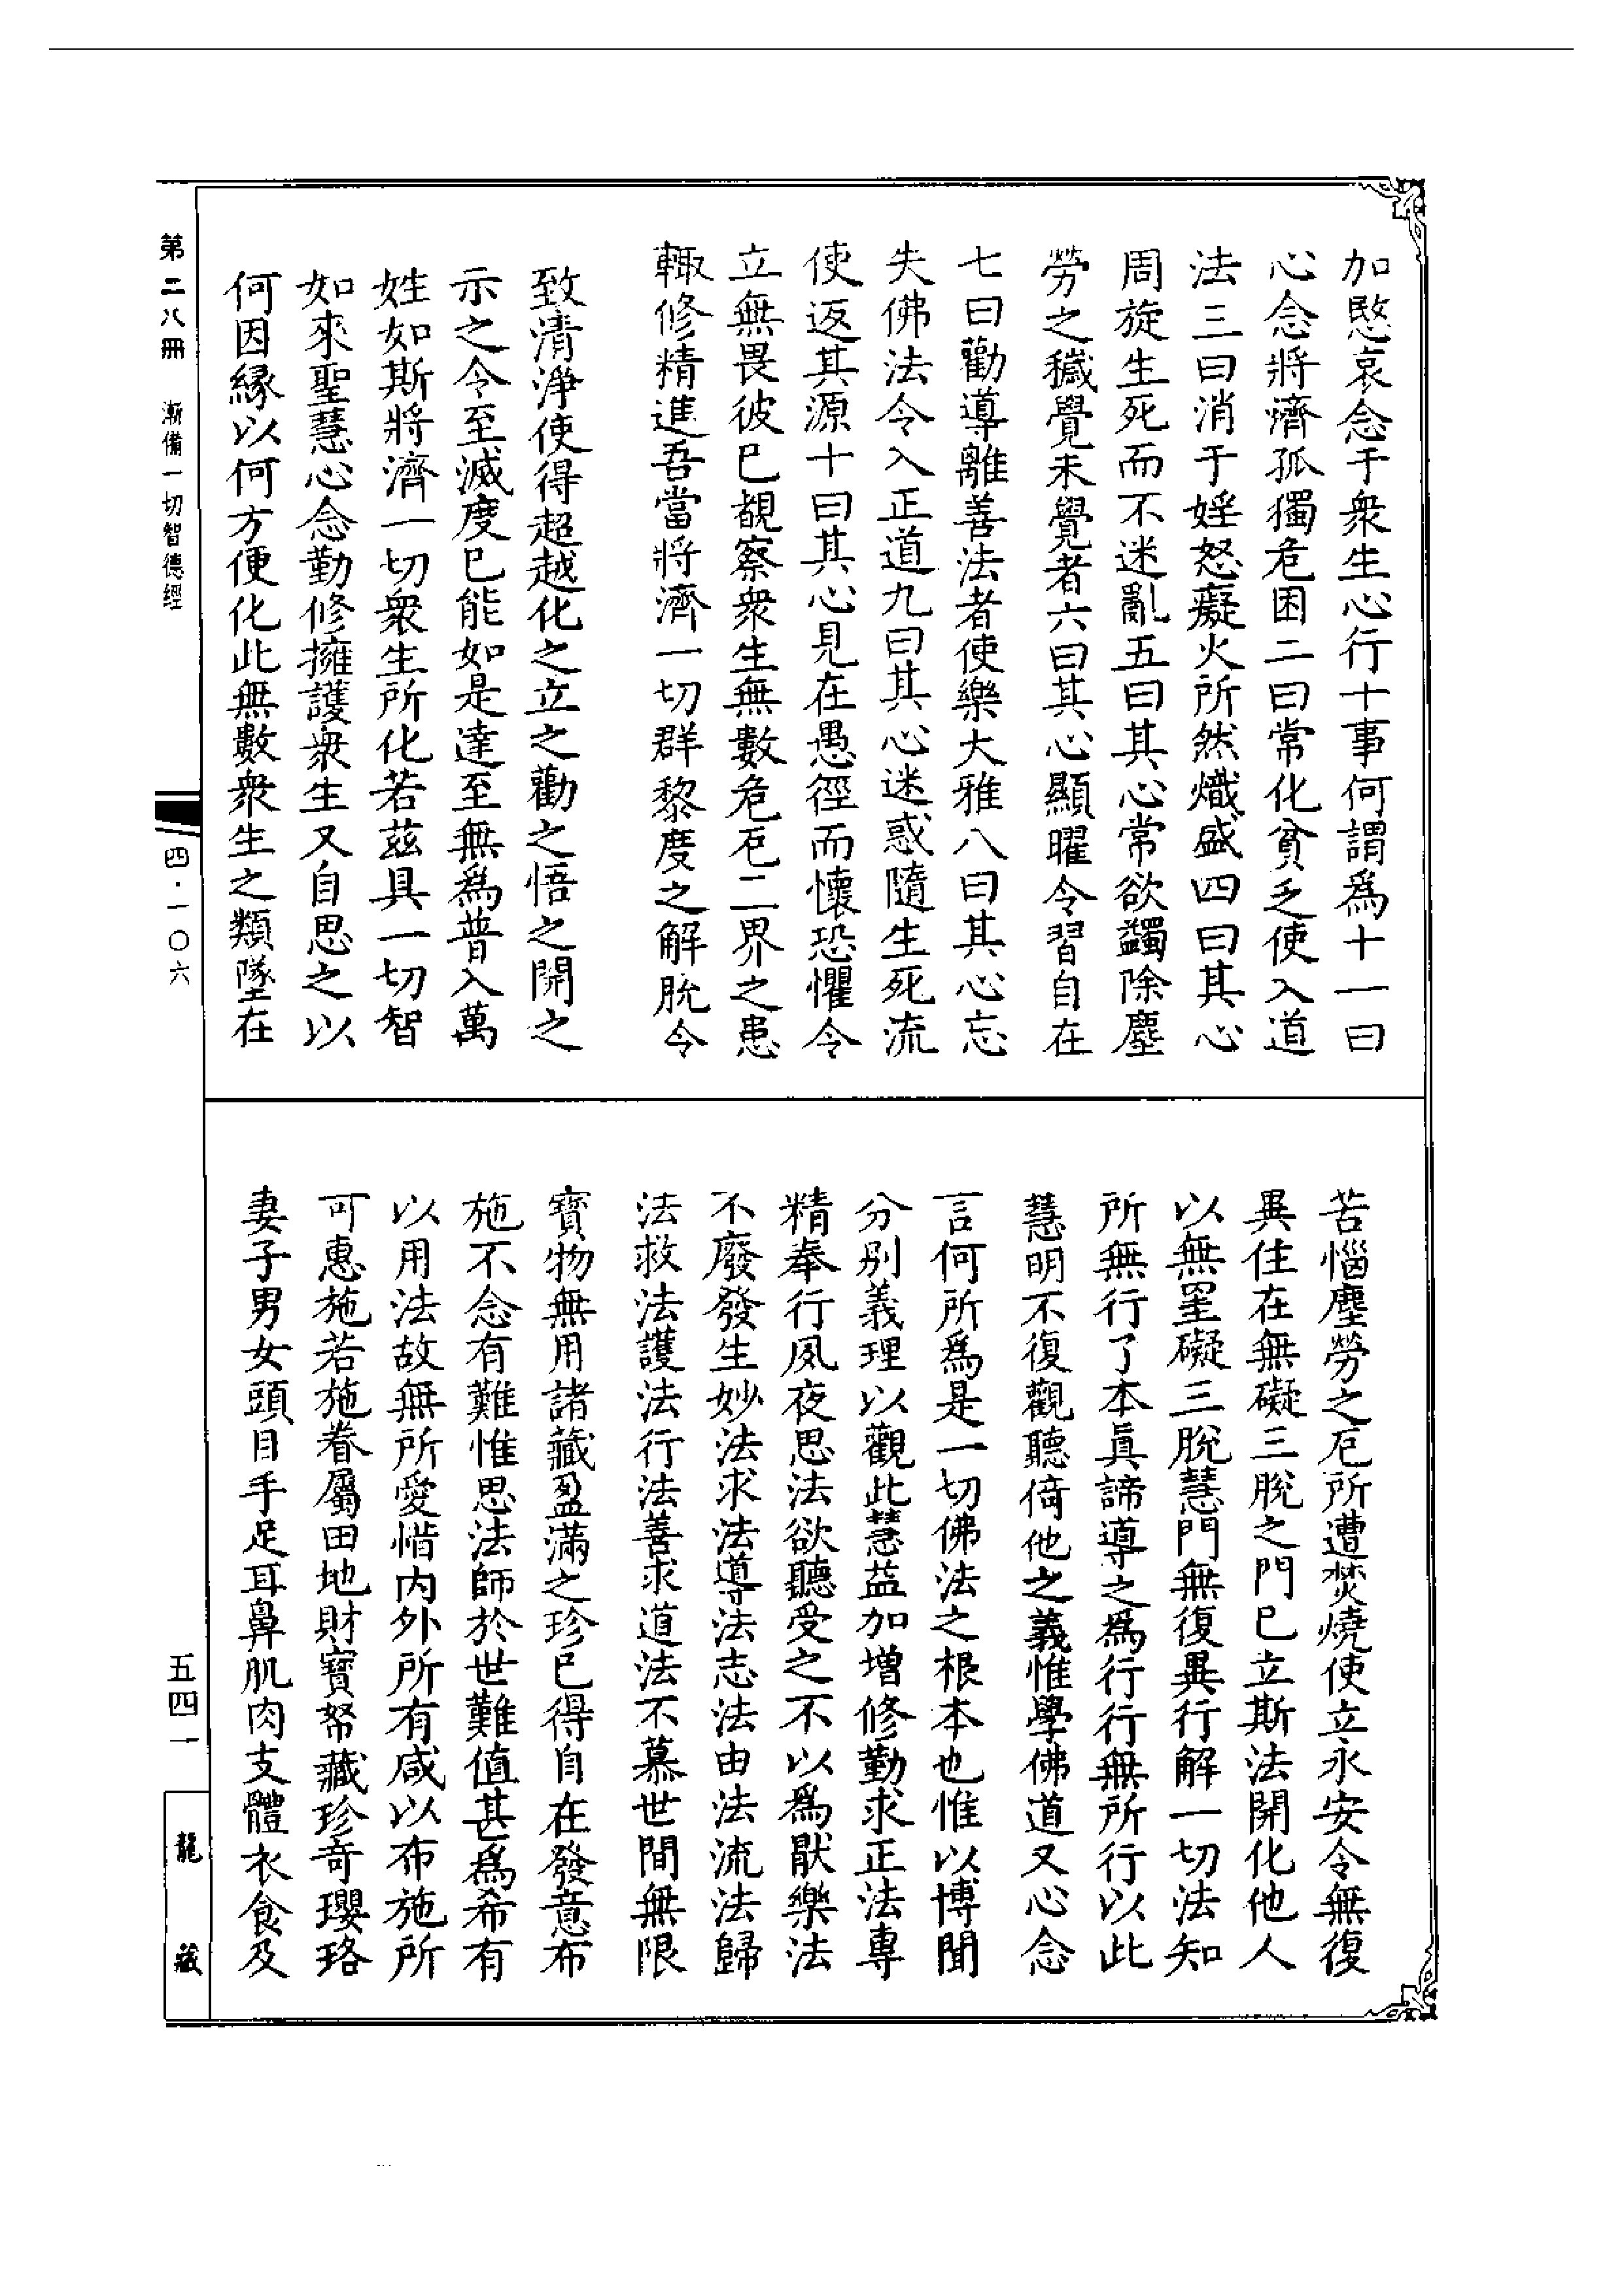 加愍哀念于衆生心行十事何謂爲十一曰
心念將濟孤獨危困二曰常化貧乏使入道
法三曰消于婬怒癡火所然熾盛四曰其心
周旋生死而不迷亂五曰其心常欲蠲除塵
勞之穢覺未覺者六曰其心顯曜令習自在
七曰勸導離善法者使樂大雅八曰其心忘
失佛法令入正道九曰其心迷惑隨生死流
使返其源十曰其心見在愚徑而懷恐懼令
立無畏彼已覩察衆生無數危厄二界之患
輙修精進吾當將濟一切群黎度之解脫令
致清淨使得超越化之立之勸之悟之開之
示之令至滅度已能如是達至無爲普入萬
姓如斯將濟一切衆生所化若茲具一切智
如來聖慧心念勤修擁護衆生又自思之以
何因緣以何方便化此無數衆生之類墜在
苦惱塵勞之厄所遭焚燒使立永安令無復
異住在無礙三脫之門已立斯法開化他人
以無罣礙三脫慧門無復異行解一切法知
所無行了本眞諦導之爲行行無所行以此
慧明不復觀聽倚他之義惟學佛道又心念
言何所爲是一切佛法之根本也惟以博聞
分別義理以觀此慧益加增修勤求正法專
精奉行夙夜思法欲聽受之不以爲猒樂法
不廢發生妙法求法導法志法由法流法歸
法救法護法行法善求道法不慕世間無限
寶物無用諸藏盈滿之珍已得自在發意布
施不念有難惟思法師於世難值甚爲希有
以用法故無所愛惜內外所有咸以布施所
可惠施若施眷屬田地財寶帑藏珍奇瓔珞
妻子男女頭目手足耳鼻肌肉支體衣食及
第二八冊 漸備一切智德經
四·一〇六
五四一
龍藏